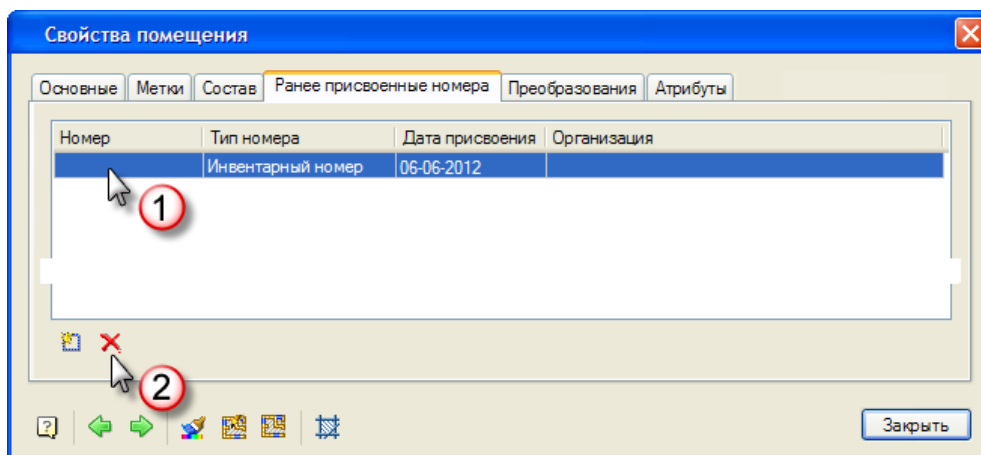 Свойства помещения
Основные Метки Состав Ранее присвоенные номера Преобразования Атрибуты
Номер Тип номера Дата присвоения Организация
Инвентарный номер 06-06-2012
1
2
?
Закрыть